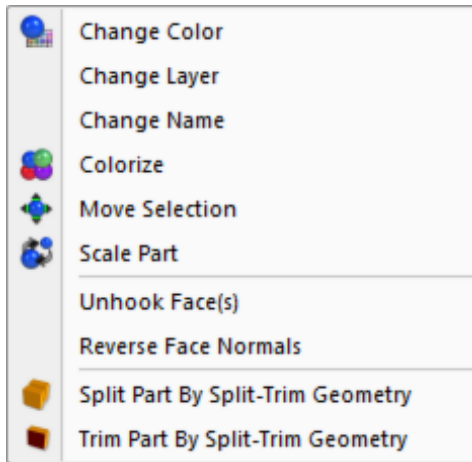 Change Color
Change Layer
Change Name
Colorize
Move Selection
Scale Part
Unhook Face(s)
Reverse Face Normals
Split Part By Split-Trim Geometry
Trim Part By Split-Trim Geometry